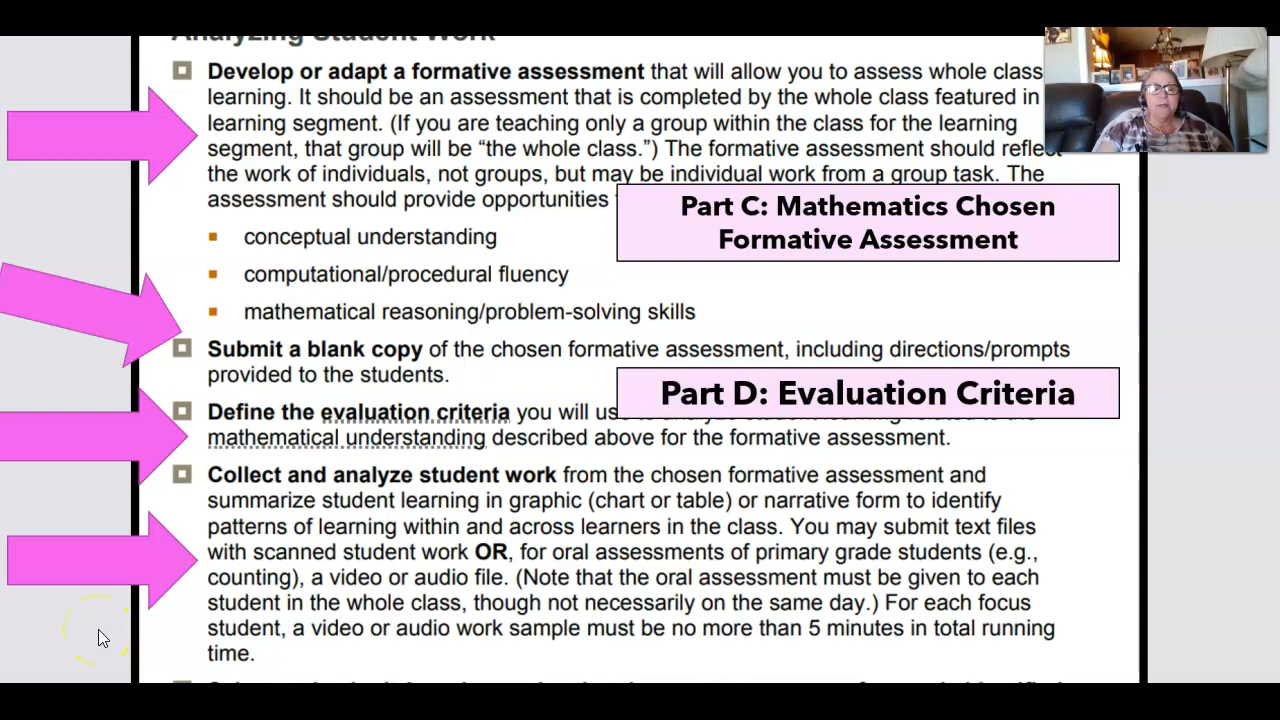 Analyzing Student Work
Develop or adapt a formative assessment that will allow you to assess whole class
learning. It should be an assessment that is completed by the whole class featured in
learning segment. (If you are teaching only a group within the class for the learning
segment, that group will be “the whole class.”) The formative assessment should reflect
the work of individuals, not groups, but may be individual work from a group task. The
assessment should provide opportunities
Part C: Mathematics Chosen
Formative Assessment
conceptual understanding
computational/procedural fluency
mathematical reasoning/problem-solving skills
Submit a blank copy of the chosen formative assessment, including directions/prompts
provided to the students.
Part D: Evaluation Criteria
Define the evaluation criteria you will use to analyze student learning related to the
mathematical understanding described above for the formative assessment.
Collect and analyze student work from the chosen formative assessment and
summarize student learning in graphic (chart or table) or narrative form to identify
patterns of learning within and across learners in the class. You may submit text files
with scanned student work OR, for oral assessments of primary grade students (e.g.,
counting), a video or audio file. (Note that the oral assessment must be given to each
student in the whole class, though not necessarily on the same day.) For each focus
student, a video or audio work sample must be no more than 5 minutes in total running
time.